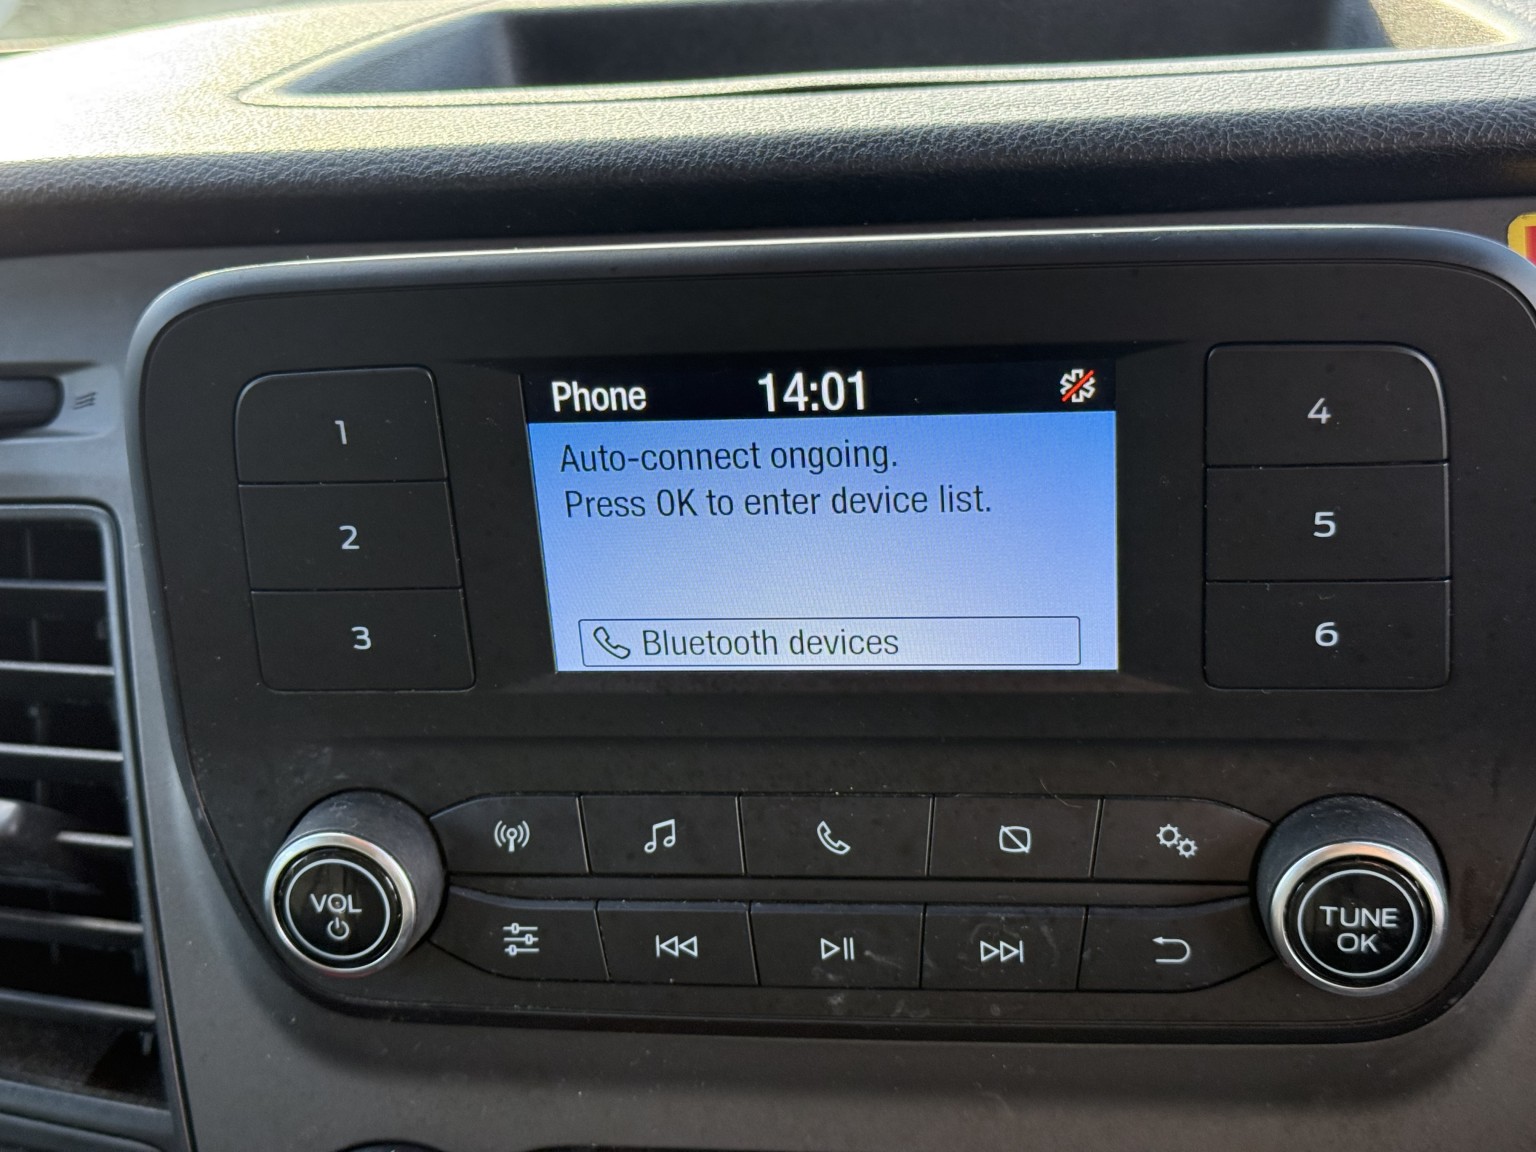 Phone 14:01
Auto-connect ongoing.
Press OK to enter device list.
Bluetooth devices
1
2
3
4
5
6
VOL
TUNE
OK